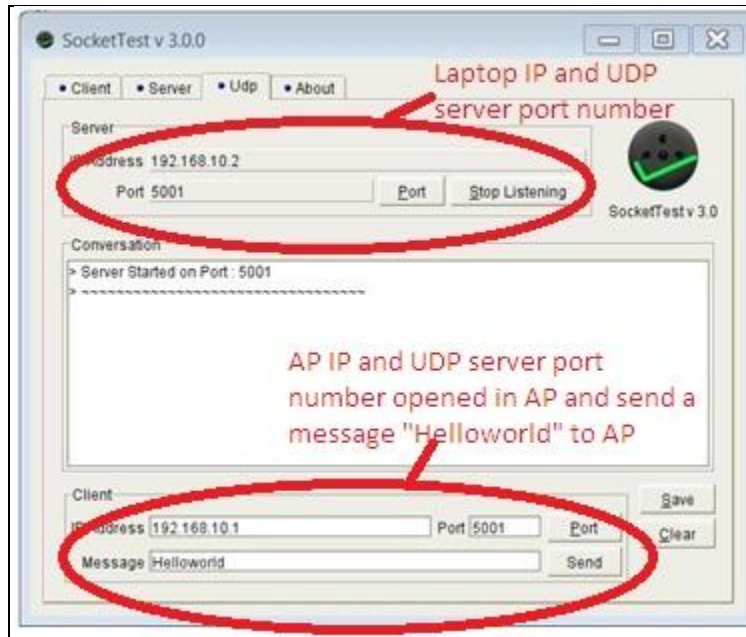 SocketTest v 3.0.0
Client Server Udp About
Laptop IP and UDP
server port number
Server
IP Address 192.168.10.2
Port 5001 Port Stop Listening
SocketTest v 3.0
Conversation
> Server Started on Port : 5001
> ~~~~~~~~~~~~~~~~~~~~~~~~~~~~~~~~~
AP IP and UDP server port
number opened in AP and send a
message "Helloworld" to AP
Client
IP Address 192.168.10.1 Port 5001 Port
Message Helloworld Send
Save
Clear